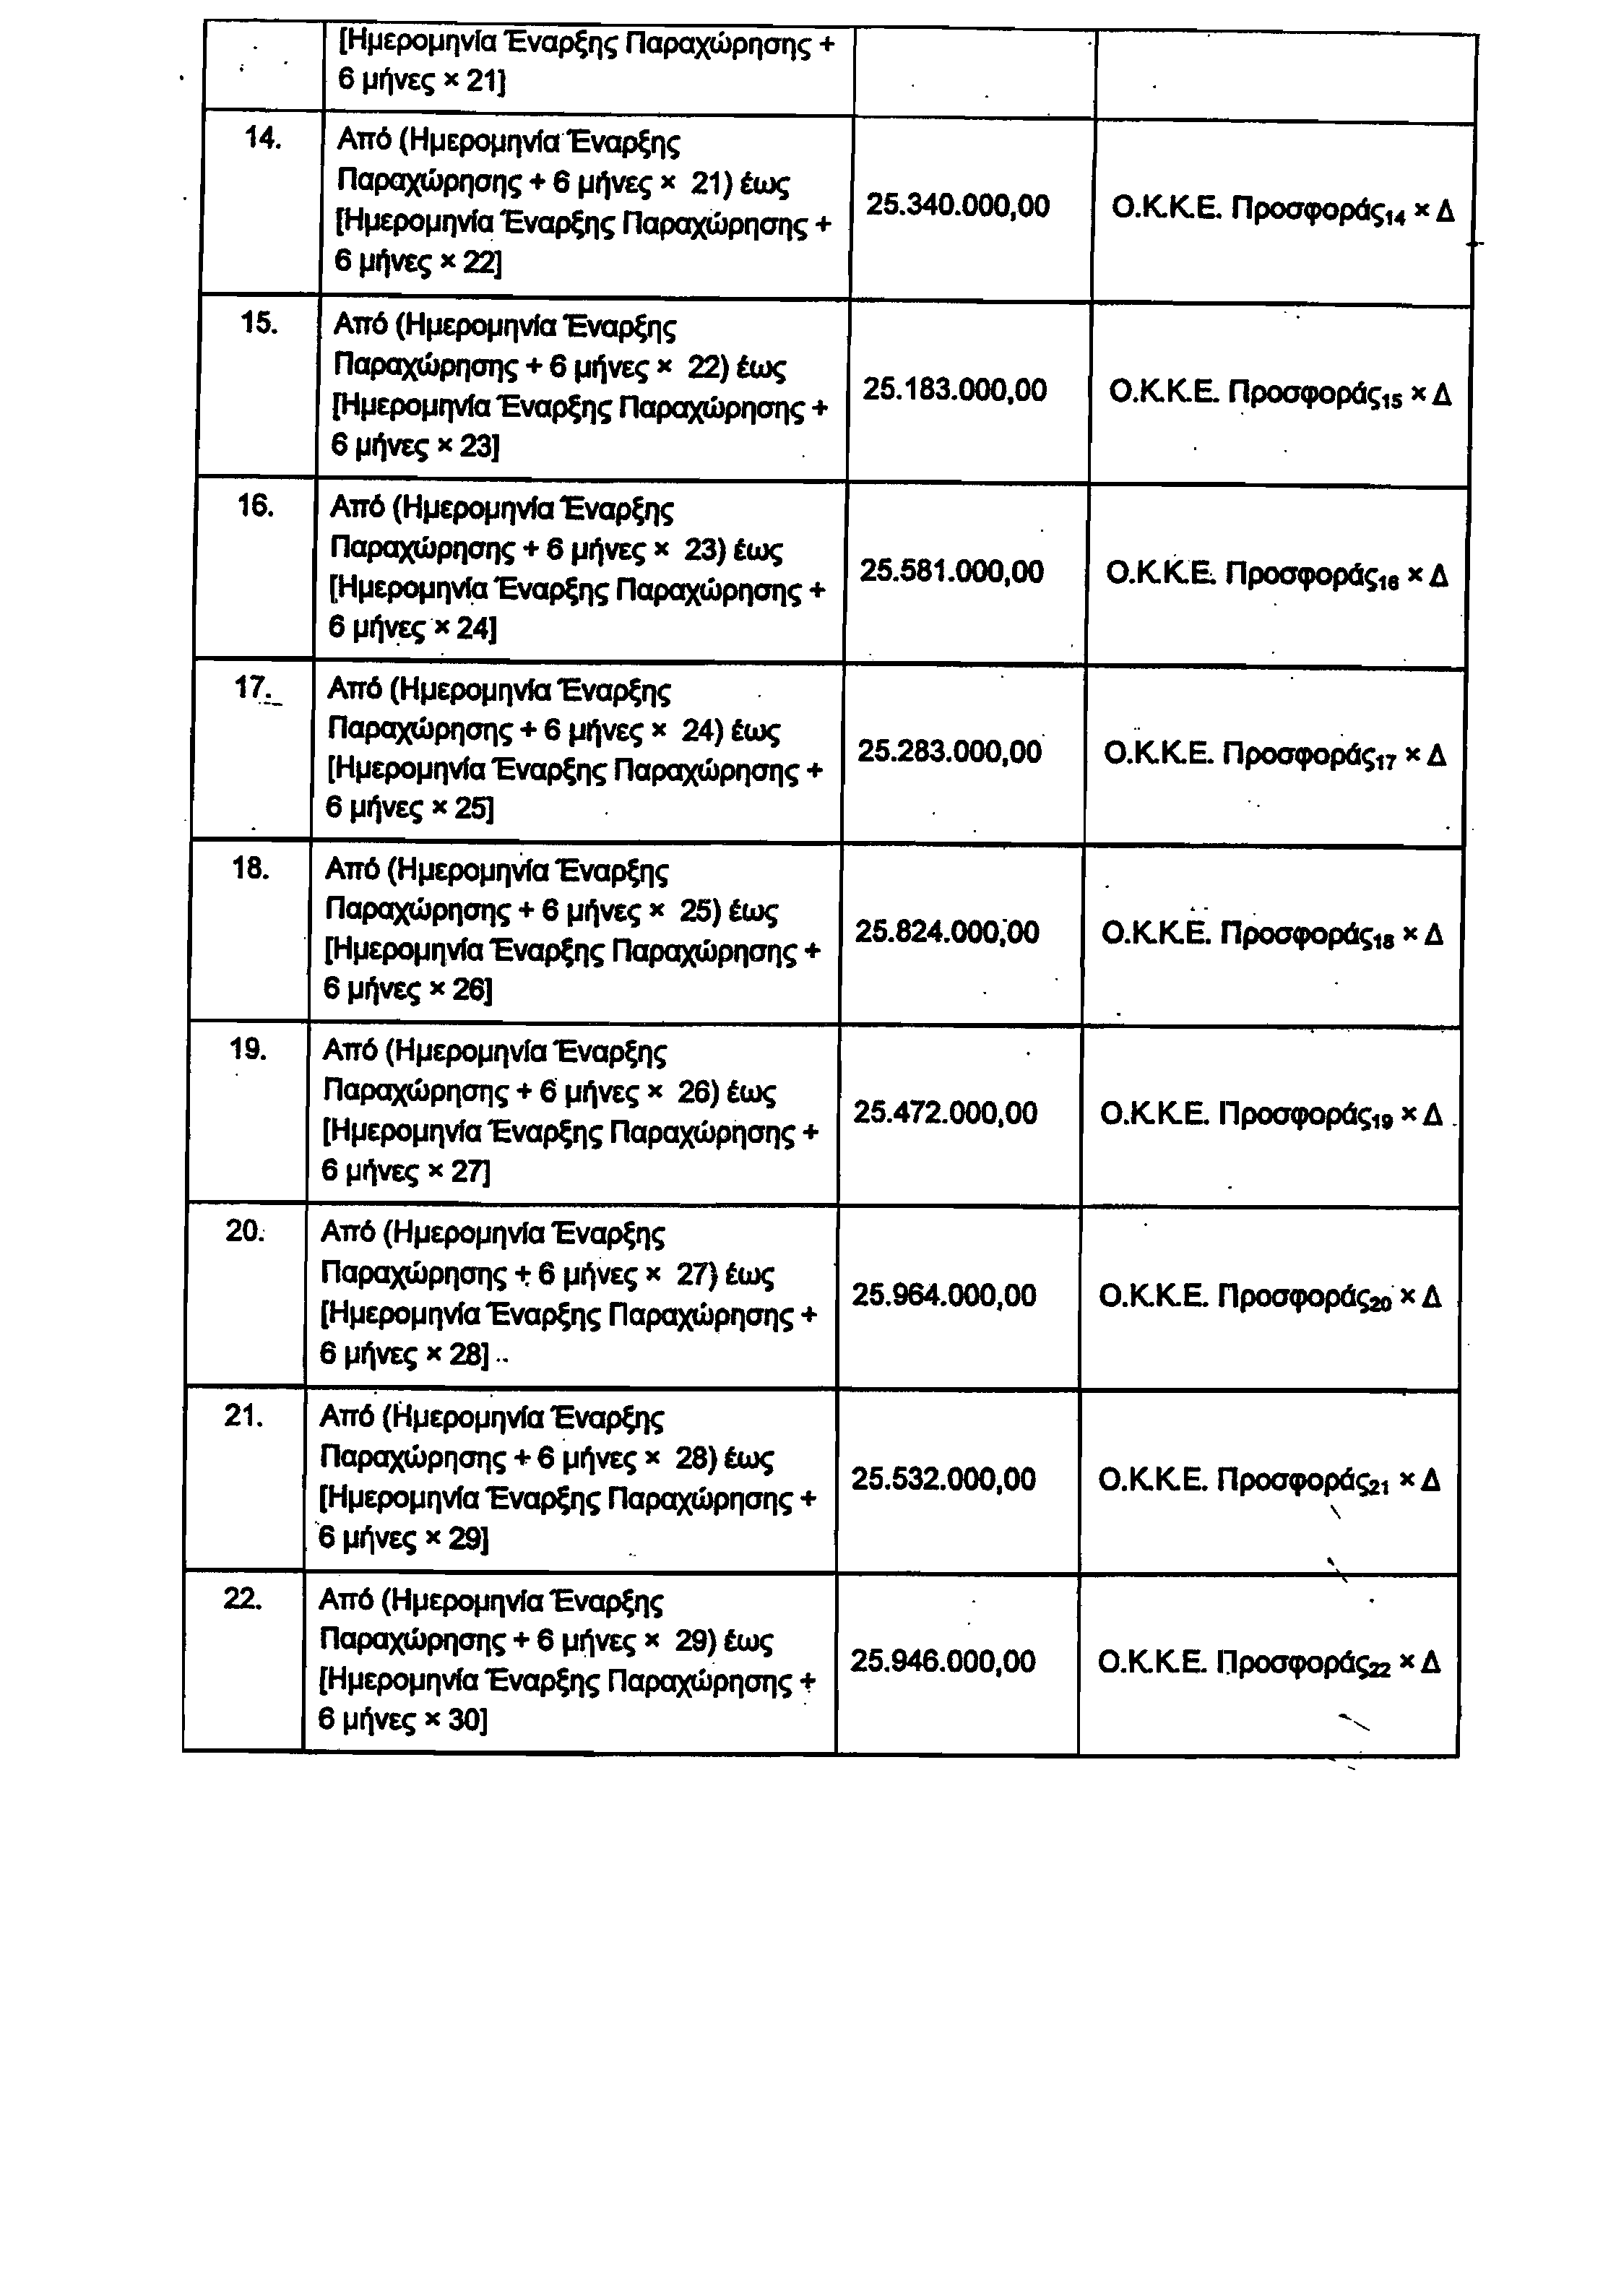 [Ημερομηνία Έναρξης Παραχώρησης +
6 μήνες × 21]
14. Από (Ημερομηνία Έναρξης
Παραχώρησης + 6 μήνες × 21) έως
[Ημερομηνία Έναρξης Παραχώρησης +
6 μήνες × 22]
25.340.000,00 Ο.Κ.Κ.Ε. Προσφοράς14 × Δ
15. Από (Ημερομηνία Έναρξης
Παραχώρησης + 6 μήνες × 22) έως
[Ημερομηνία Έναρξης Παραχώρησης +
6 μήνες × 23]
25.183.000,00 Ο.Κ.Κ.Ε. Προσφοράς15 × Δ
16. Από (Ημερομηνία Έναρξης
Παραχώρησης + 6 μήνες × 23) έως
[Ημερομηνία Έναρξης Παραχώρησης +
6 μήνες × 24]
25.581.000,00 Ο.Κ.Κ.Ε. Προσφοράς16 × Δ
17. Από (Ημερομηνία Έναρξης
Παραχώρησης + 6 μήνες × 24) έως
[Ημερομηνία Έναρξης Παραχώρησης +
6 μήνες × 25]
25.283.000,00 Ο.Κ.Κ.Ε. Προσφοράς17 × Δ
18. Από (Ημερομηνία Έναρξης
Παραχώρησης + 6 μήνες × 25) έως
[Ημερομηνία Έναρξης Παραχώρησης +
6 μήνες × 26]
25.824.000,00 Ο.Κ.Κ.Ε. Προσφοράς18 × Δ
19. Από (Ημερομηνία Έναρξης
Παραχώρησης + 6 μήνες × 26) έως
[Ημερομηνία Έναρξης Παραχώρησης +
6 μήνες × 27]
25.472.000,00 Ο.Κ.Κ.Ε. Προσφοράς19 × Δ
20. Από (Ημερομηνία Έναρξης
Παραχώρησης + 6 μήνες × 27) έως
[Ημερομηνία Έναρξης Παραχώρησης +
6 μήνες × 28]
25.964.000,00 Ο.Κ.Κ.Ε. Προσφοράς20 × Δ
21. Από (Ημερομηνία Έναρξης
Παραχώρησης + 6 μήνες × 28) έως
[Ημερομηνία Έναρξης Παραχώρησης +
6 μήνες × 29]
25.532.000,00 Ο.Κ.Κ.Ε. Προσφοράς21 × Δ
22. Από (Ημερομηνία Έναρξης
Παραχώρησης + 6 μήνες × 29) έως
[Ημερομηνία Έναρξης Παραχώρησης +
6 μήνες × 30]
25.946.000,00 Ο.Κ.Κ.Ε. Προσφοράς22 × Δ